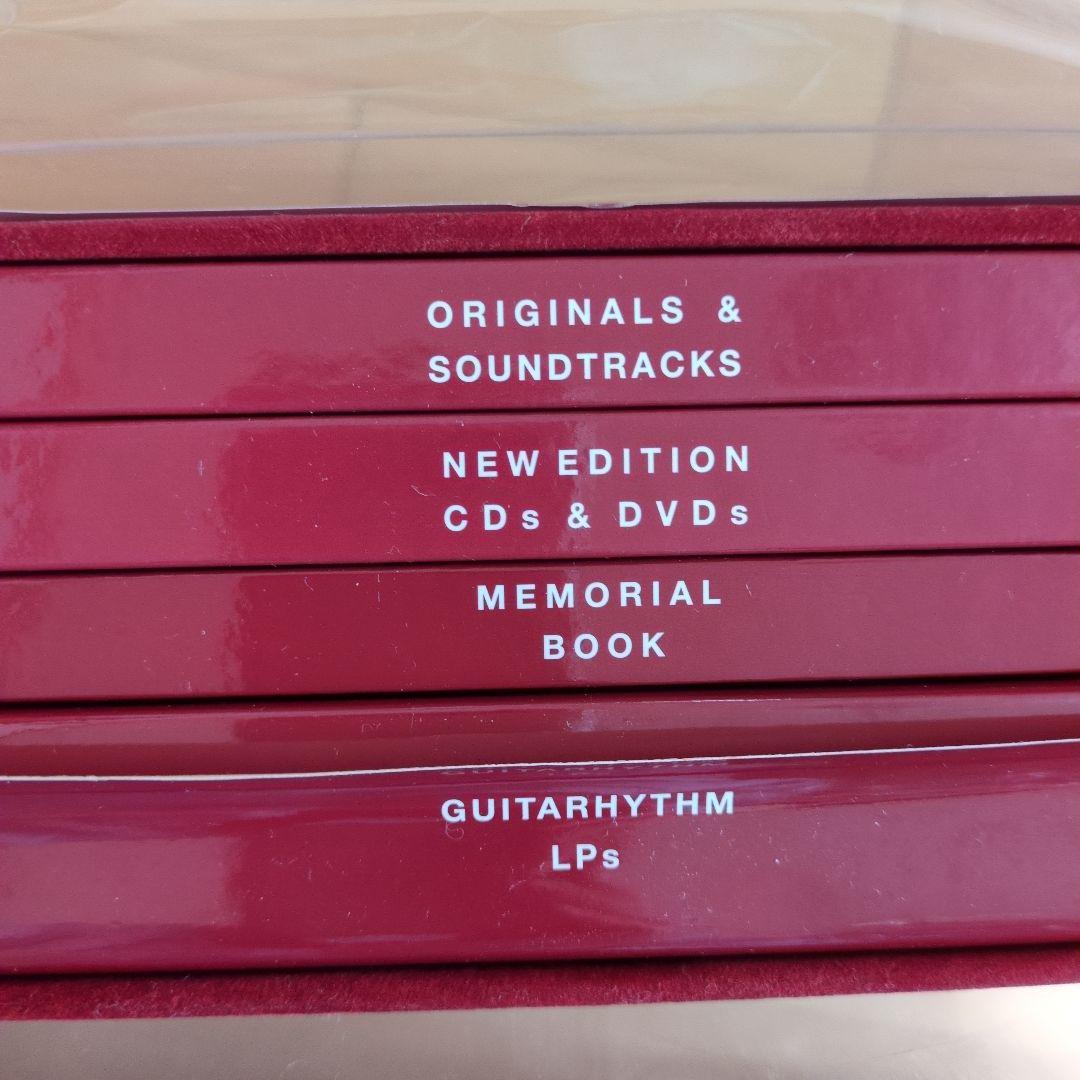 ORIGINALS &
SOUNDTRACKS
NEW EDITION
CDs & DVDs
MEMORIAL
BOOK
GUITARHYTHM
LPs